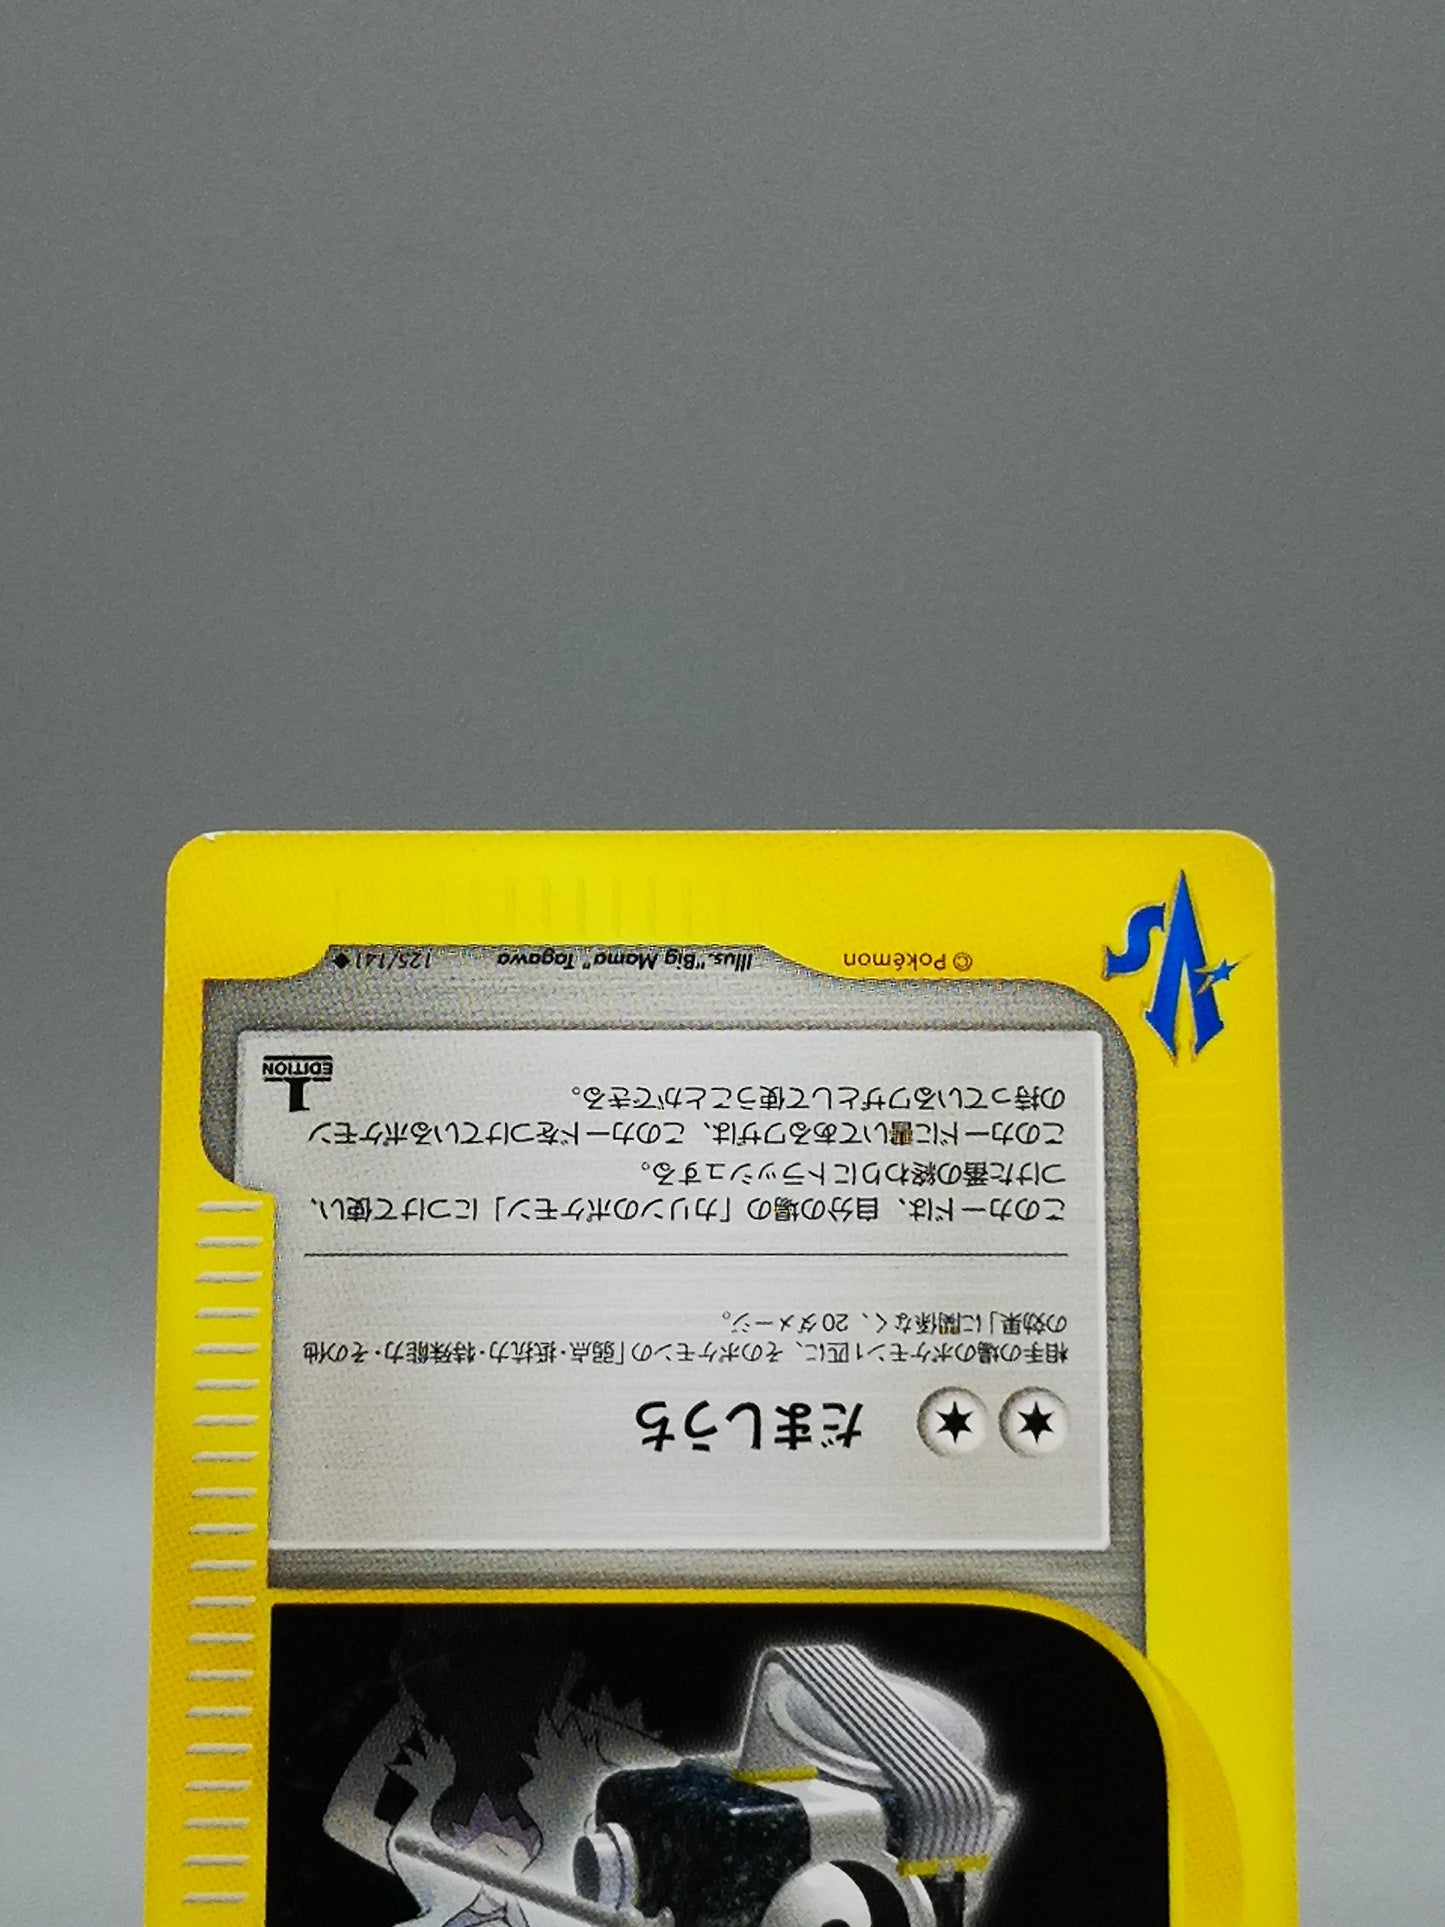 だましうち
相手の場のポケモン1匹に、そのポケモンの「弱点・抵抗力・特殊能力・その他
の効果」に関係なく、20ダメージ。
このカードは、自分の場の「カリンのポケモン」につけて使い、
つけた番の終わりにトラッシュする。
このカードに書いてあるワザは、このカードをつけているポケモン
の持っているワザとして使うことができる。
1
EDITION
©Pokémon
Illus."Big Mama" Tagawa
125/141◆
VS